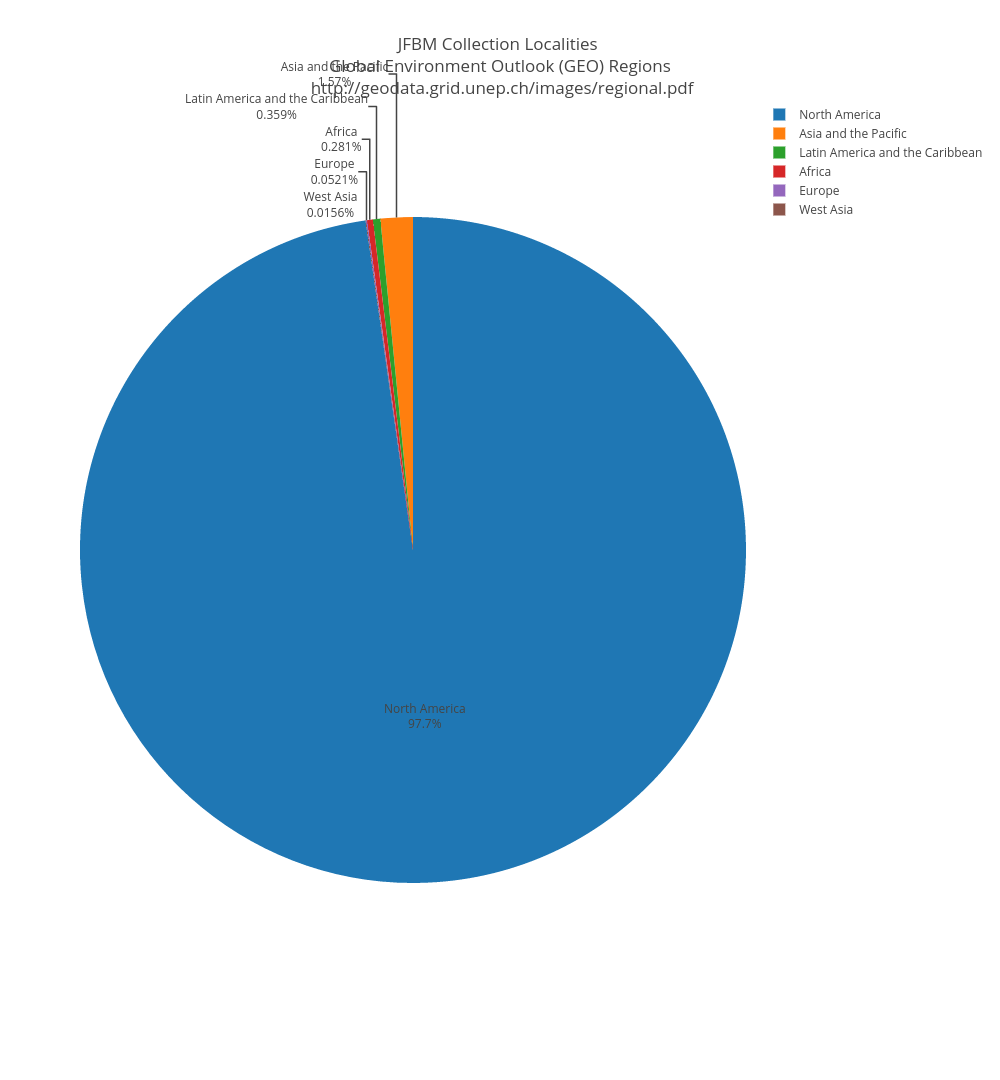 JFBM Collection Localities
Global Environment Outlook (GEO) Regions
http://geodata.grid.unep.ch/images/regional.pdf
Asia and the Pacific
1.57%
Latin America and the Caribbean
0.359%
Africa
0.281%
Europe
0.0521%
West Asia
0.0156%
North America
97.7%
North America
Asia and the Pacific
Latin America and the Caribbean
Africa
Europe
West Asia